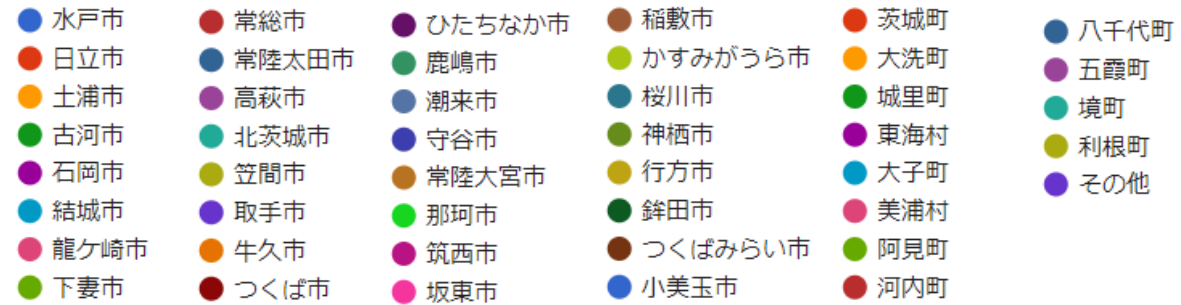 水戸市
日立市
土浦市
古河市
石岡市
結城市
龍ケ崎市
下妻市
常総市
常陸太田市
高萩市
北茨城市
笠間市
取手市
牛久市
つくば市
ひたちなか市
鹿嶋市
潮来市
守谷市
常陸大宮市
那珂市
筑西市
坂東市
稲敷市
かすみがうら市
桜川市
神栖市
行方市
鉾田市
つくばみらい市
小美玉市
茨城町
大洗町
城里町
東海村
大子町
美浦村
阿見町
河内町
八千代町
五霞町
境町
利根町
その他